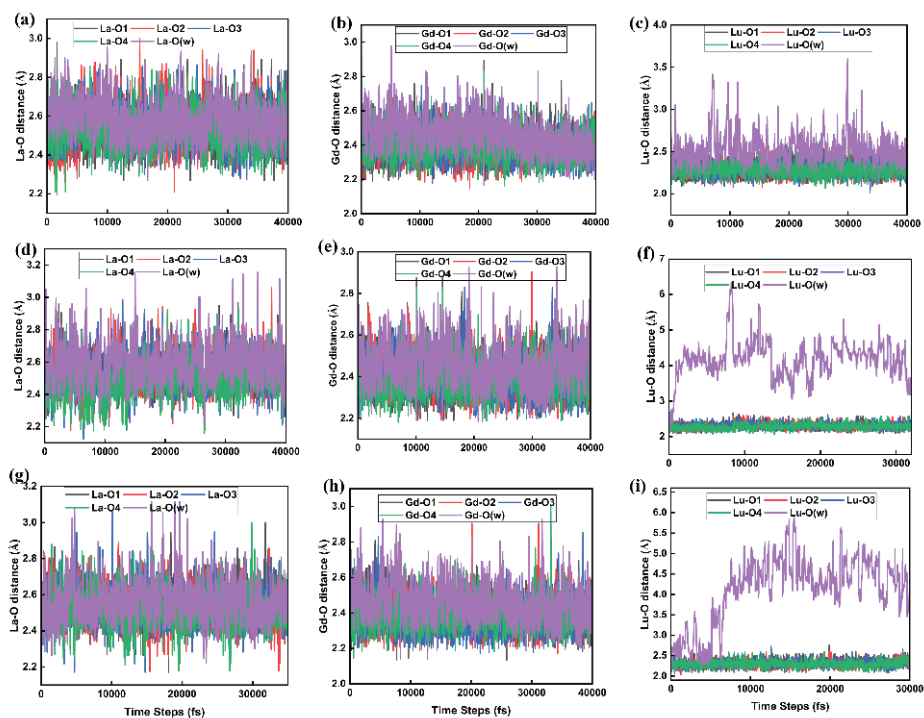 (a)
La-O1 La-O2 La-O3
La-O4 La-O(w)
La-O distance (Å)
3.0
2.8
2.6
2.4
2.2
2.0
0 10000 20000 30000 40000
(b)
Gd-O1 Gd-O2 Gd-O3
Gd-O4 Gd-O(w)
Gd-O distance (Å)
3.0
2.8
2.6
2.4
2.2
2.0
0 10000 20000 30000 40000
(c)
Lu-O1 Lu-O2 Lu-O3
Lu-O4 Lu-O(w)
Lu-O distance (Å)
4.0
3.5
3.0
2.5
2.0
1.5
0 10000 20000 30000 40000
(d)
La-O1 La-O2 La-O3
La-O4 La-O(w)
La-O distance (Å)
3.2
3.0
2.8
2.6
2.4
2.2
0 10000 20000 30000 40000
(e)
Gd-O1 Gd-O2 Gd-O3
Gd-O4 Gd-O(w)
Gd-O distance (Å)
3.0
2.8
2.6
2.4
2.2
2.0
0 10000 20000 30000 40000
(f)
Lu-O1 Lu-O2 Lu-O3
Lu-O4 Lu-O(w)
Lu-O distance (Å)
7
6
5
4
3
2
0 10000 20000 30000
(g)
La-O1 La-O2 La-O3
La-O4 La-O(w)
La-O distance (Å)
3.2
3.0
2.8
2.6
2.4
2.2
2.0
0 10000 20000 30000
Time Steps (fs)
(h)
Gd-O1 Gd-O2 Gd-O3
Gd-O4 Gd-O(w)
Gd-O distance (Å)
3.2
3.0
2.8
2.6
2.4
2.2
2.0
0 10000 20000 30000 40000
Time Steps (fs)
(i)
Lu-O1 Lu-O2 Lu-O3
Lu-O4 Lu-O(w)
Lu-O distance (Å)
6.5
6.0
5.5
5.0
4.5
4.0
3.5
3.0
2.5
2.0
1.5
0 5000 10000 15000 20000 25000 30000
Time Steps (fs)